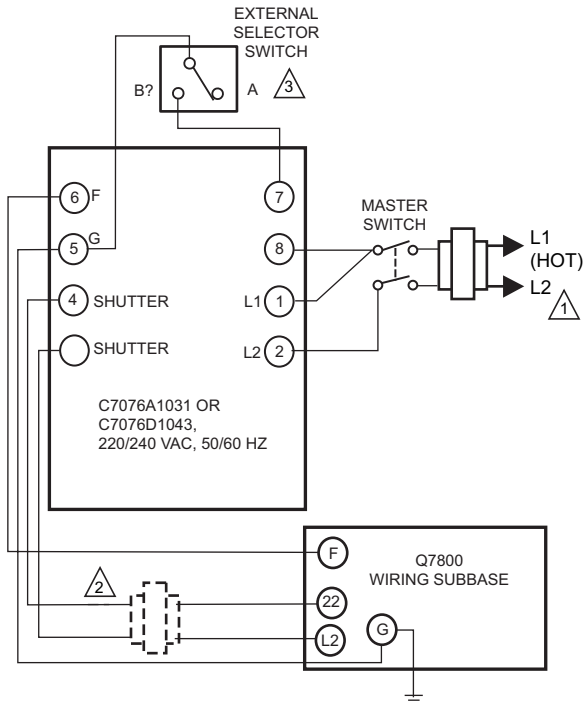 EXTERNAL
SELECTOR
SWITCH
B?
A
3
6 F
7
MASTER
SWITCH
5 G
8
L1
(HOT)
4 SHUTTER
L1 1
L2
1
SHUTTER
L2 2
C7076A1031 OR
C7076D1043,
220/240 VAC, 50/60 HZ
F
Q7800
WIRING SUBBASE
2
22
G
L2